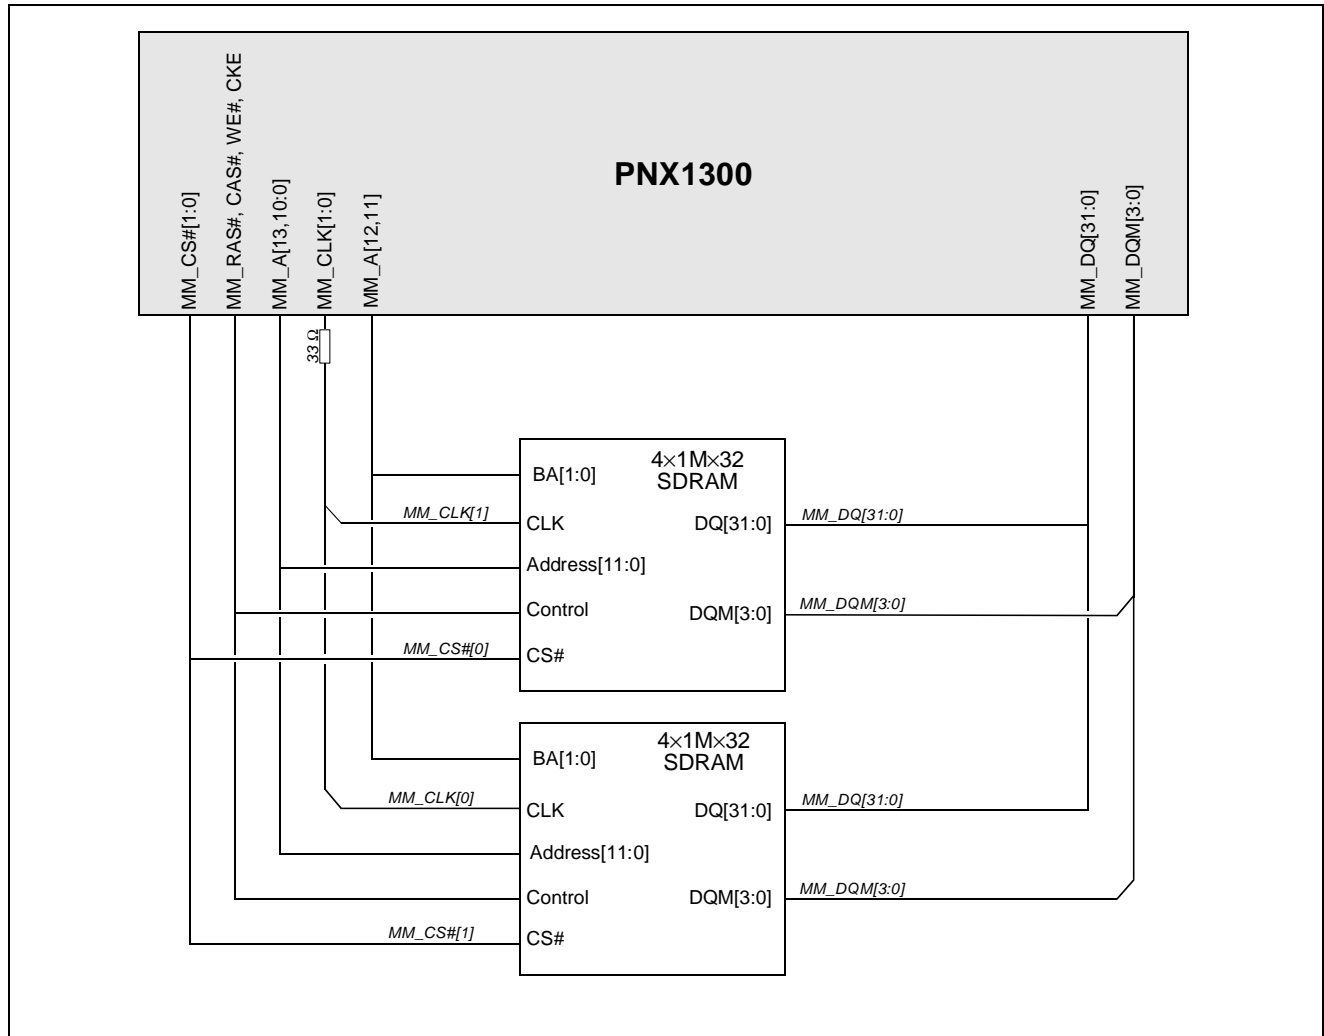 PNX1300
MM_CS#[1:0]
MM_RAS#, CAS#, WE#, CKE
MM_A[13,10:0]
MM_CLK[1:0]
MM_A[12,11]
MM_DQ[31:0]
MM_DQM[3:0]
33 Ω
4×1M×32
SDRAM
BA[1:0]
MM_CLK[1]
CLK
DQ[31:0]
MM_DQ[31:0]
Address[11:0]
Control
DQM[3:0]
MM_DQM[3:0]
MM_CS#[0]
CS#
4×1M×32
SDRAM
BA[1:0]
MM_CLK[0]
CLK
DQ[31:0]
MM_DQ[31:0]
Address[11:0]
Control
DQM[3:0]
MM_DQM[3:0]
MM_CS#[1]
CS#